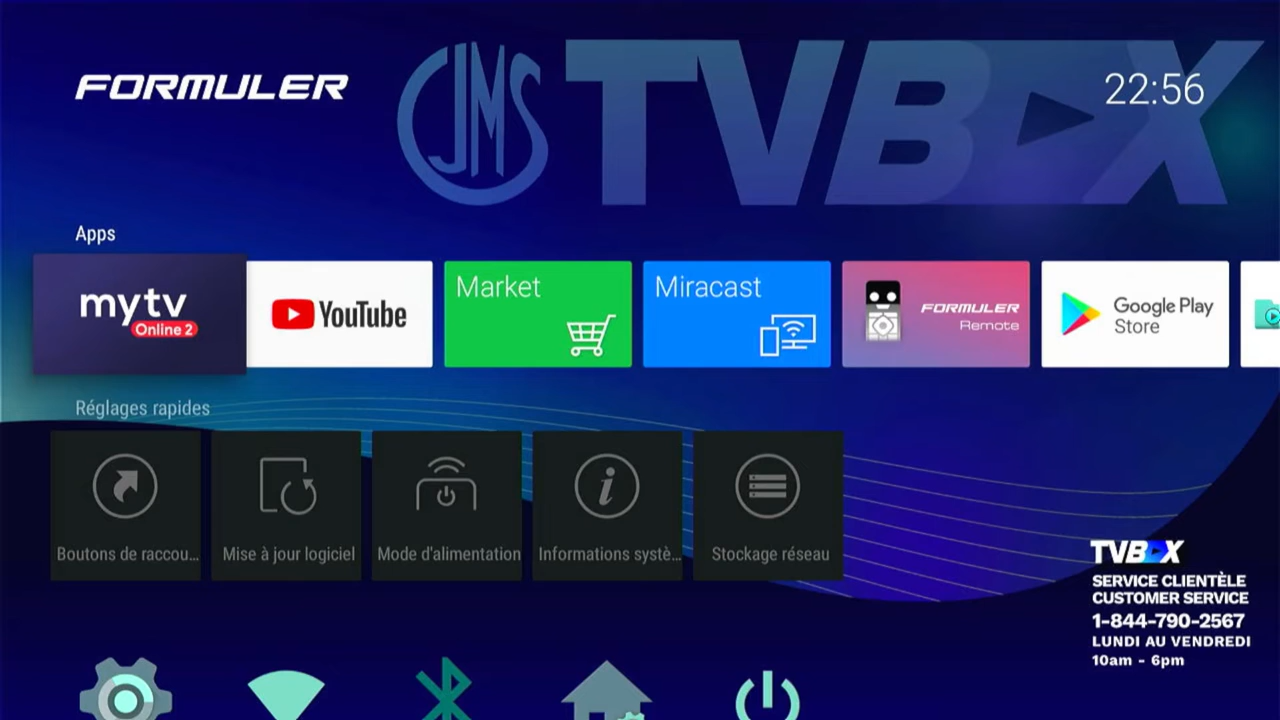 FORMULER
JMS TVBOX
22:56
Apps
mytv
Online 2
YouTube
Market
Miracast
FORMULER
Remote
Google Play
Store
Réglages rapides
Boutons de raccou...
Mise à jour logiciel
Mode d'alimentation
Informations systè...
Stockage réseau
TVBOX
SERVICE CLIENTÈLE
CUSTOMER SERVICE
1-844-790-2567
LUNDI AU VENDREDI
10am - 6pm